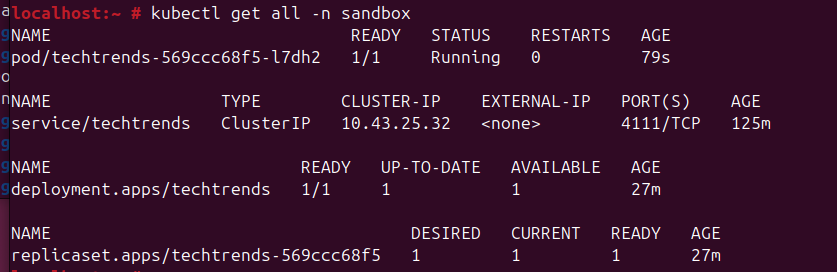 localhost:~ # kubectl get all -n sandbox
NAME READY STATUS RESTARTS AGE
pod/techtrends-569ccc68f5-l7dh2 1/1 Running 0 79s
NAME TYPE CLUSTER-IP EXTERNAL-IP PORT(S) AGE
service/techtrends ClusterIP 10.43.25.32 <none> 4111/TCP 125m
NAME READY UP-TO-DATE AVAILABLE AGE
deployment.apps/techtrends 1/1 1 1 27m
NAME DESIRED CURRENT READY AGE
replicaset.apps/techtrends-569ccc68f5 1 1 1 27m